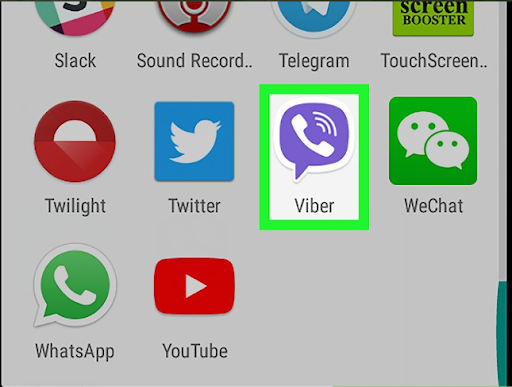 screen
BOOSTER
Slack
Sound Record..
Telegram
TouchScreen..
Twilight
Twitter
Viber
WeChat
WhatsApp
YouTube